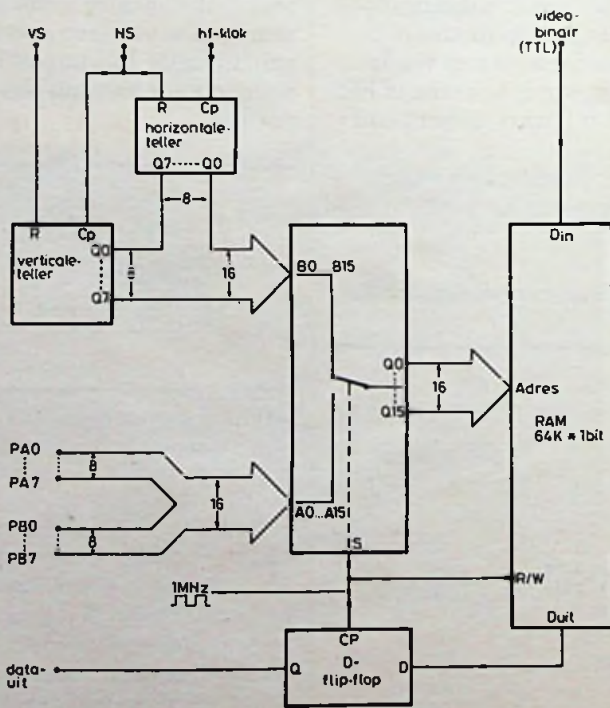 VS HS hf-klok
video-
binair
(TTL)
R Cp
horizontale-
teller
Q7-----Q0
8
R Cp
verticale-
teller
Q0
Q7
8
16
B0 B15
Din
Q0
Q15
16
Adres
RAM
64K * 1bit
PA0
PA7
8
PB0
PB7
8
16
A0...A15
S
1MHz
R/W
Duit
CP
data-
uit
Q D-
flip-flop
D